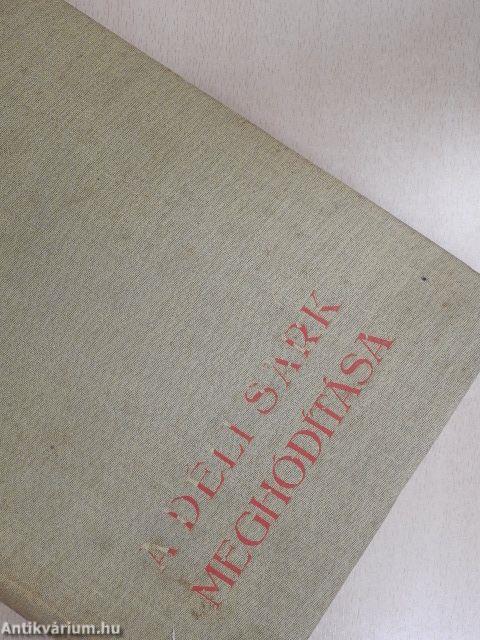 A DÉLI SARK
MEGHÓDÍTÁSA
Antikvárium.hu